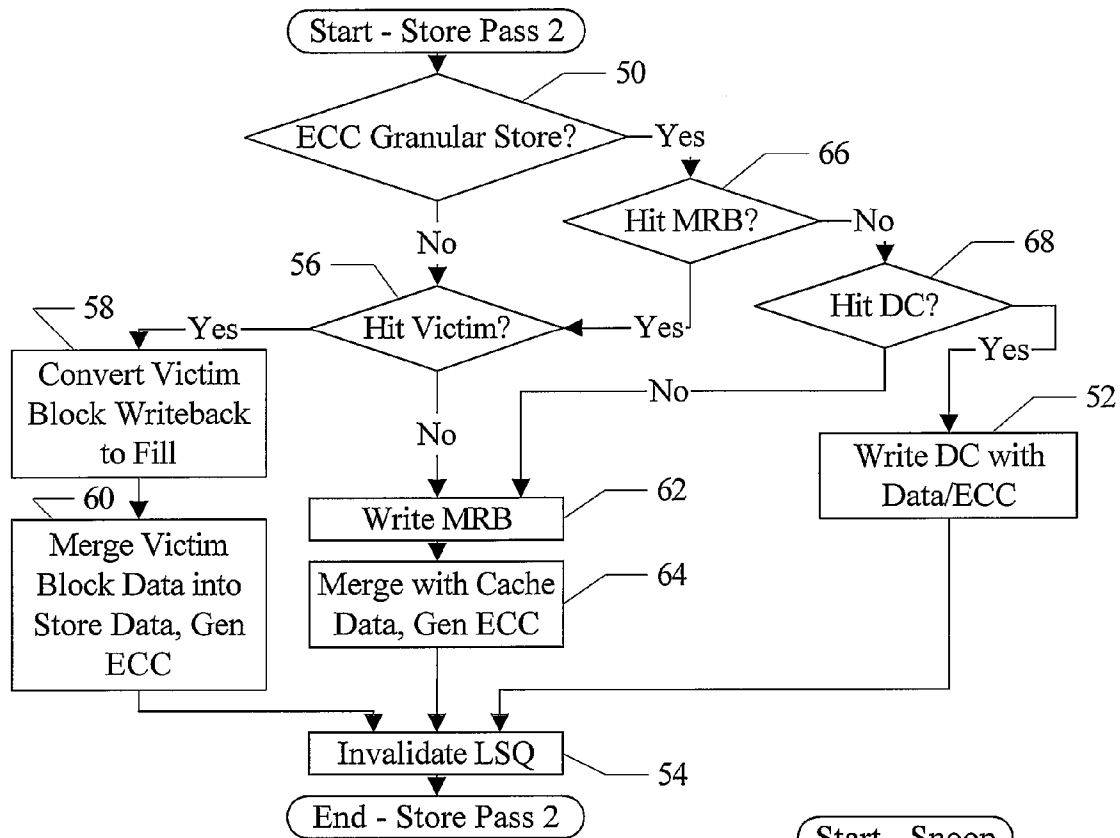 Start - Store Pass 2
50
ECC Granular Store?
Yes
66
Hit MRB?
No
68
No
56
Hit DC?
58
Yes
Hit Victim?
Yes
Yes
Convert Victim
Block Writeback
to Fill
No
52
No
Write DC with
Data/ECC
60
62
Write MRB
Merge Victim
Block Data into
Store Data, Gen
ECC
Merge with Cache
Data, Gen ECC
64
Invalidate LSQ
54
End - Store Pass 2
Start - Snoop